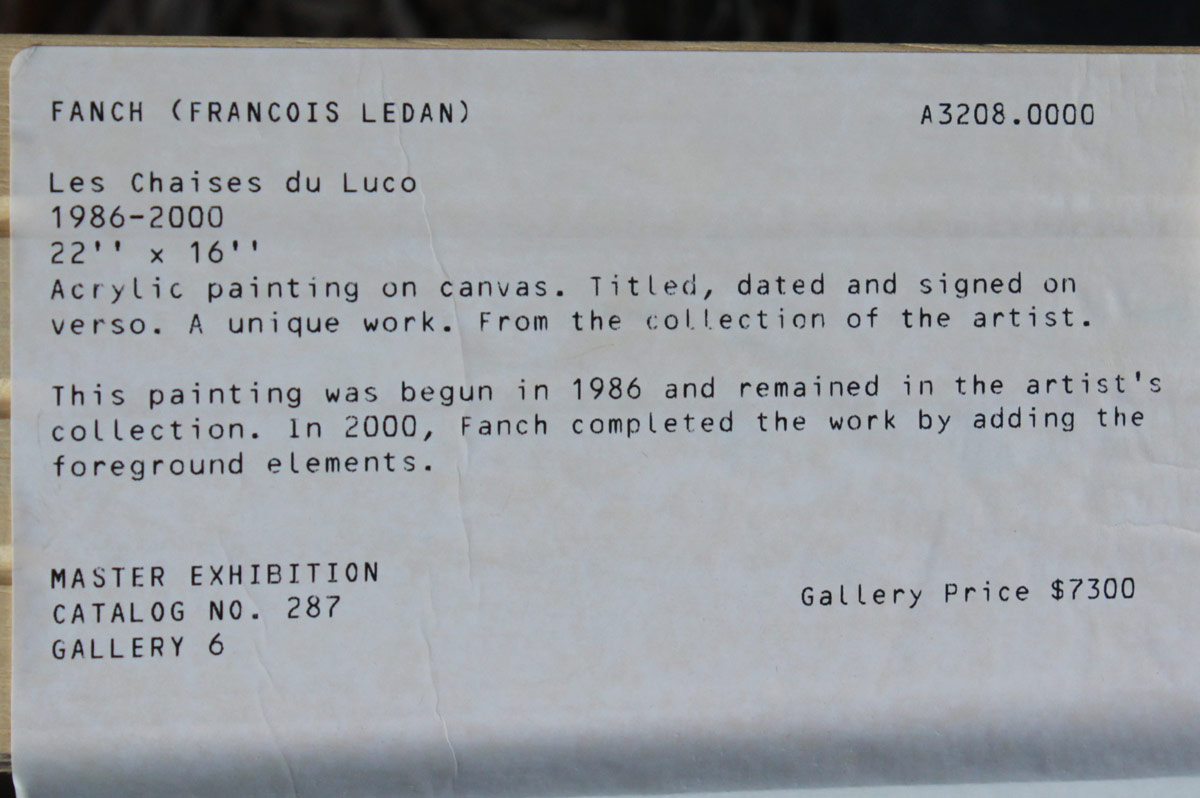 FANCH (FRANCOIS LEDAN) A3208.0000
Les Chaises du Luco
1986-2000
22'' x 16''
Acrylic painting on canvas. Titled, dated and signed on
verso. A unique work. From the collection of the artist.
This painting was begun in 1986 and remained in the artist's
collection. In 2000, Fanch completed the work by adding the
foreground elements.
MASTER EXHIBITION
CATALOG NO. 287 Gallery Price $7300
GALLERY 6